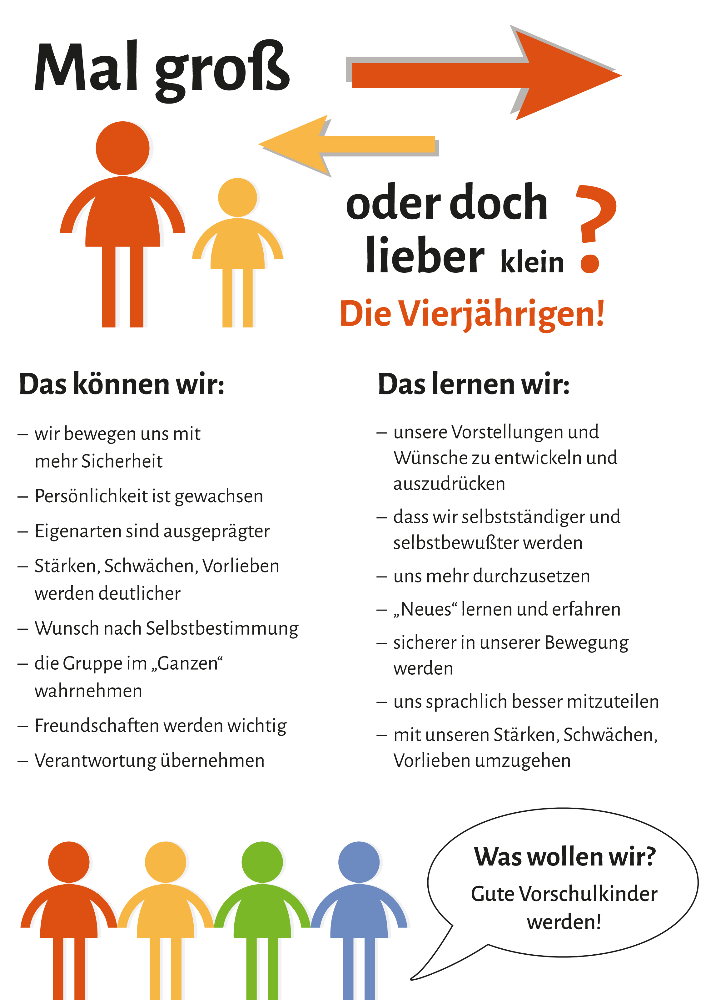 Mal groß
oder doch
lieber klein ?
Die Vierjährigen!
Das können wir:
– wir bewegen uns mit
mehr Sicherheit
– Persönlichkeit ist gewachsen
– Eigenarten sind ausgeprägter
– Stärken, Schwächen, Vorlieben
werden deutlicher
– Wunsch nach Selbstbestimmung
– die Gruppe im „Ganzen“
wahrnehmen
– Freundschaften werden wichtig
– Verantwortung übernehmen
Das lernen wir:
– unsere Vorstellungen und
Wünsche zu entwickeln und
auszudrücken
– dass wir selbstständiger und
selbstbewußter werden
– uns mehr durchzusetzen
– „Neues“ lernen und erfahren
– sicherer in unserer Bewegung
werden
– uns sprachlich besser mitzuteilen
– mit unseren Stärken, Schwächen,
Vorlieben umzugehen
Was wollen wir?
Gute Vorschulkinder
werden!